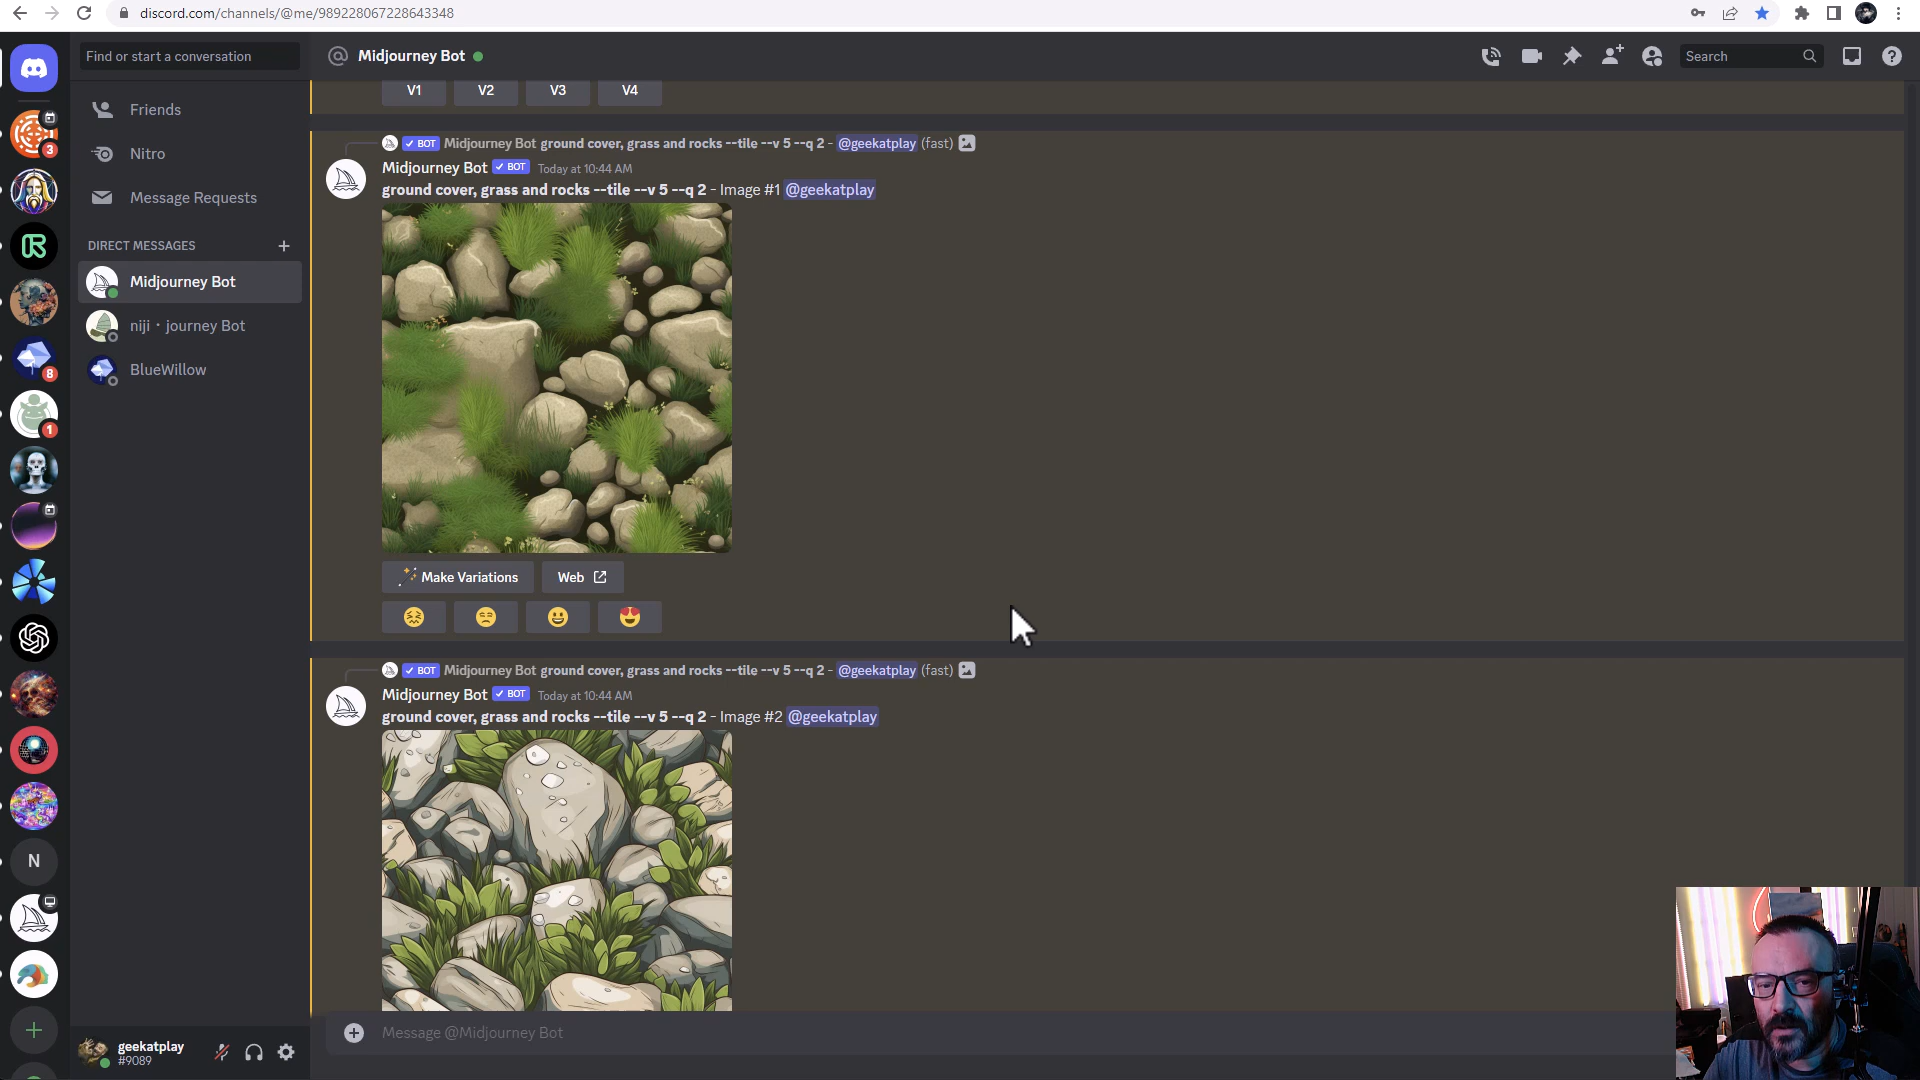 discord.com/channels/@me/989228067228643348
Find or start a conversation
Midjourney Bot
Search
Friends
Nitro
Message Requests
DIRECT MESSAGES
Midjourney Bot
niji・journey Bot
BlueWillow
3
8
1
N
V1 V2 V3 V4
✓ BOT Midjourney Bot ground cover, grass and rocks --tile --v 5 --q 2 - @geekatplay (fast)
Midjourney Bot ✓ BOT Today at 10:44 AM
ground cover, grass and rocks --tile --v 5 --q 2 - Image #1 @geekatplay
Make Variations Web
✓ BOT Midjourney Bot ground cover, grass and rocks --tile --v 5 --q 2 - @geekatplay (fast)
Midjourney Bot ✓ BOT Today at 10:44 AM
ground cover, grass and rocks --tile --v 5 --q 2 - Image #2 @geekatplay
Message @Midjourney Bot
geekatplay
#9089